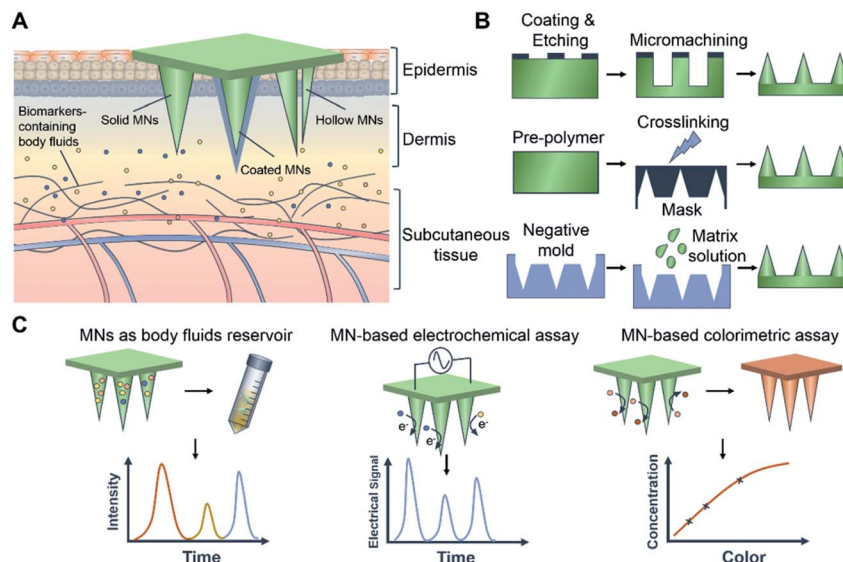 A
Epidermis
Solid MNs
Hollow MNs
Biomarkers-
containing
body fluids
Dermis
Coated MNs
Subcutaneous
tissue
B
Coating &
Etching
Micromachining
Pre-polymer
Crosslinking
Mask
Negative
mold
Matrix
solution
C
MNs as body fluids reservoir
Intensity
Time
MN-based electrochemical assay
e-
e-
e-
Electrical Signal
Time
MN-based colorimetric assay
Concentration
Color